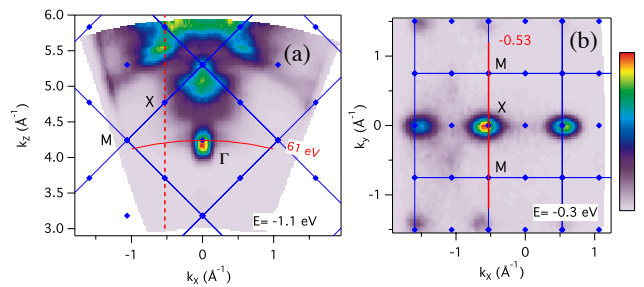 6.0
5.5
5.0
4.5
4.0
3.5
3.0
k_z (Å⁻¹)
(a)
X
M
Γ
61 eV
E= -1.1 eV
-1
0
1
k_X (Å⁻¹)
-0.53
(b)
M
X
M
E= -0.3 eV
1
0
-1
k_y (Å⁻¹)
-1
0
1
k_X (Å⁻¹)